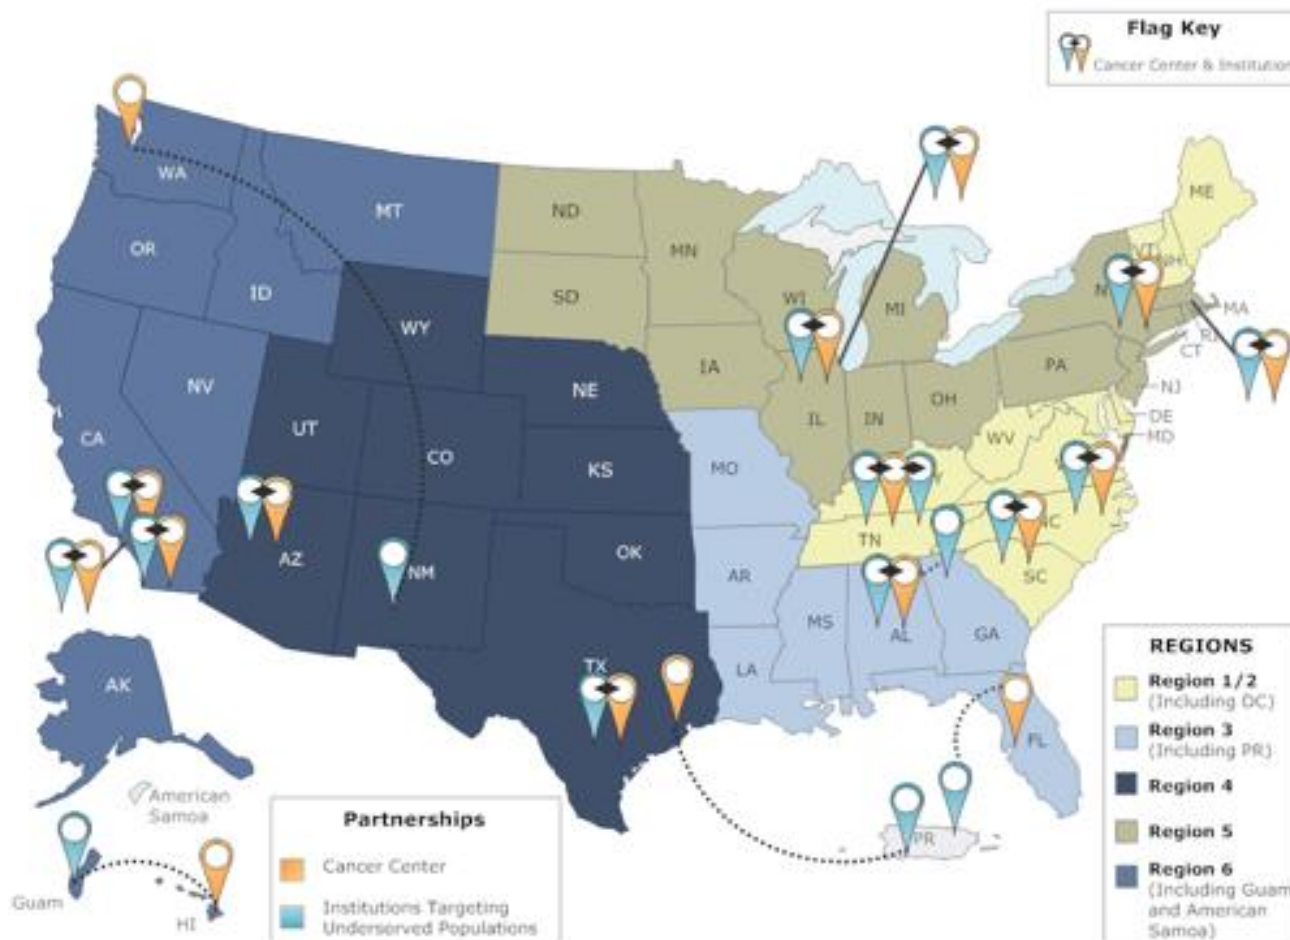 Flag Key
Cancer Center & Institution
WA
MT
ND
MN
ME
VT
NH
OR
ID
SD
WI
MI
MA
WY
RI
CT
IA
PA
NV
NE
NJ
OH
DE
IL
IN
UT
CA
CO
WV
MD
KS
MO
NC
TN
OK
AZ
NM
AR
SC
MS
AL
GA
TX
LA
AK
FL
American
Samoa
PR
Guam
HI
Partnerships
Cancer Center
Institutions Targeting
Underserved Populations
REGIONS
Region 1/2
(Including DC)
Region 3
(Including PR)
Region 4
Region 5
Region 6
(Including Guam
and American
Samoa)